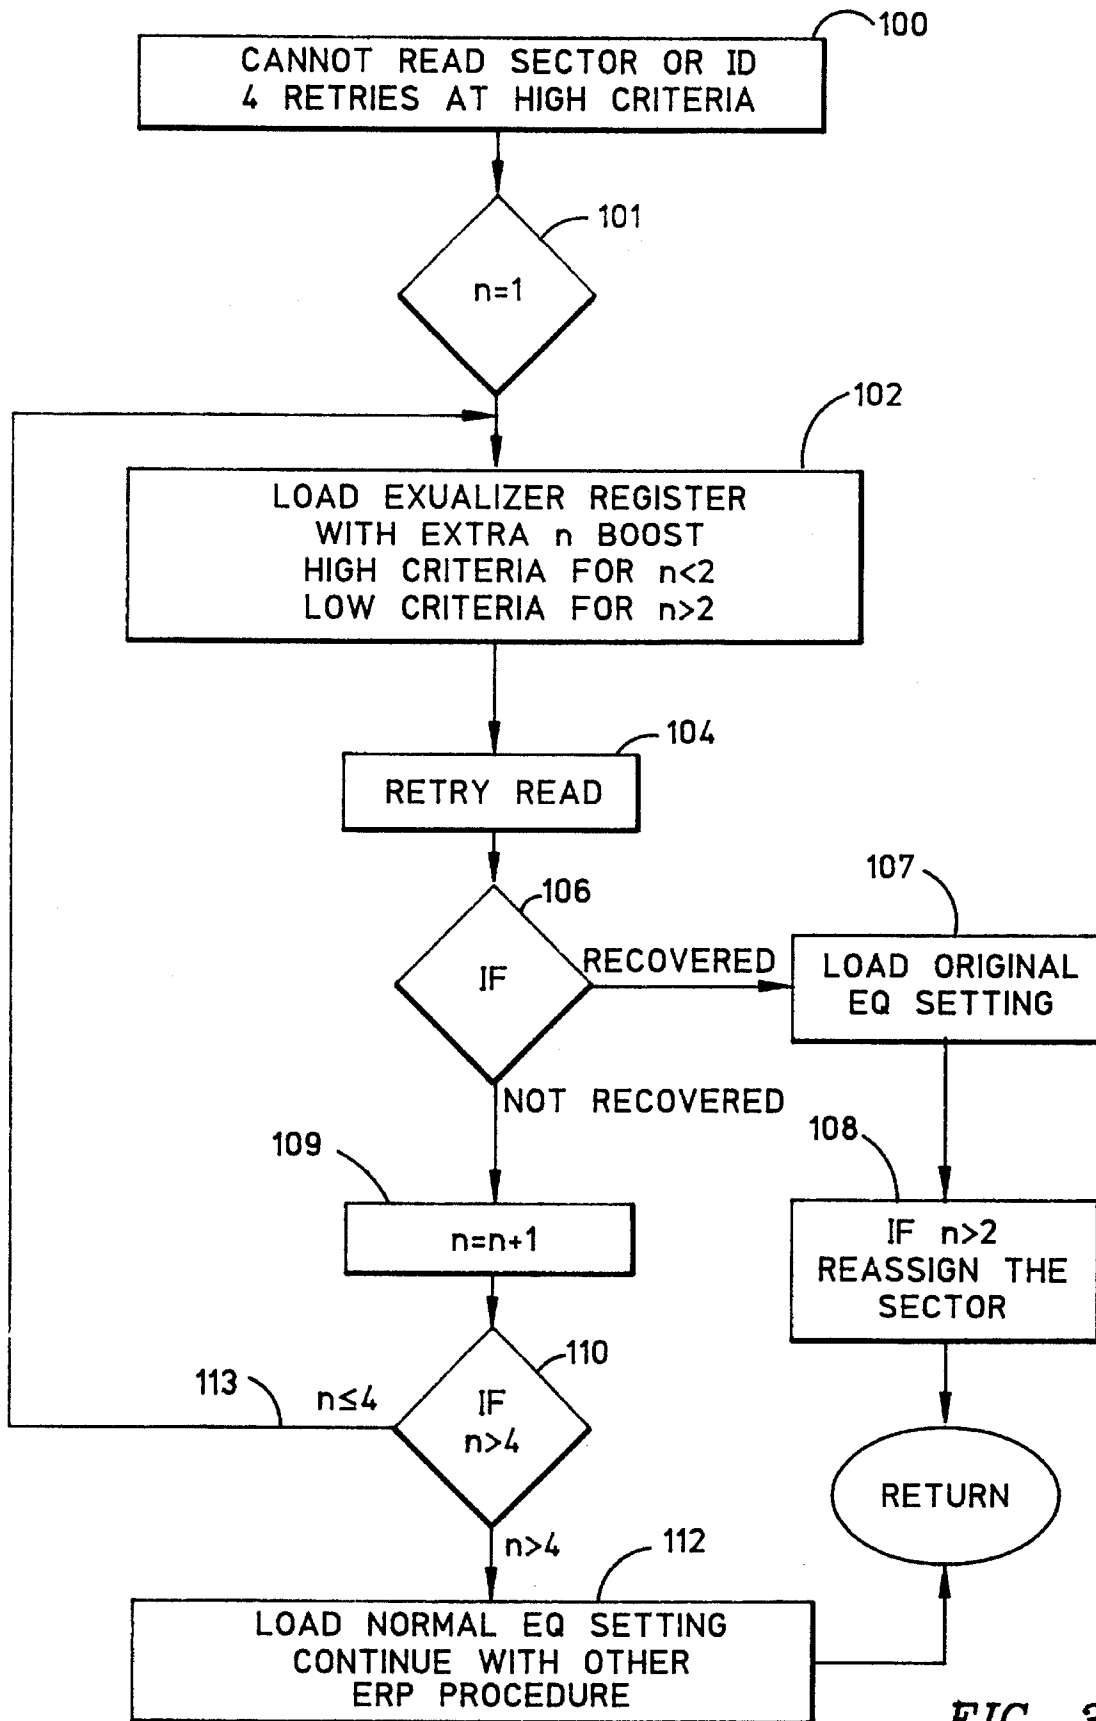 100
CANNOT READ SECTOR OR ID
4 RETRIES AT HIGH CRITERIA
101
n=1
102
LOAD EXUALIZER REGISTER
WITH EXTRA n BOOST
HIGH CRITERIA FOR n<2
LOW CRITERIA FOR n>2
104
RETRY READ
106
IF
RECOVERED
107
LOAD ORIGINAL
EQ SETTING
NOT RECOVERED
109
n=n+1
108
IF n>2
REASSIGN THE
SECTOR
110
IF
n>4
113
n≤4
RETURN
n>4
112
LOAD NORMAL EQ SETTING
CONTINUE WITH OTHER
ERP PROCEDURE
FIG. 3